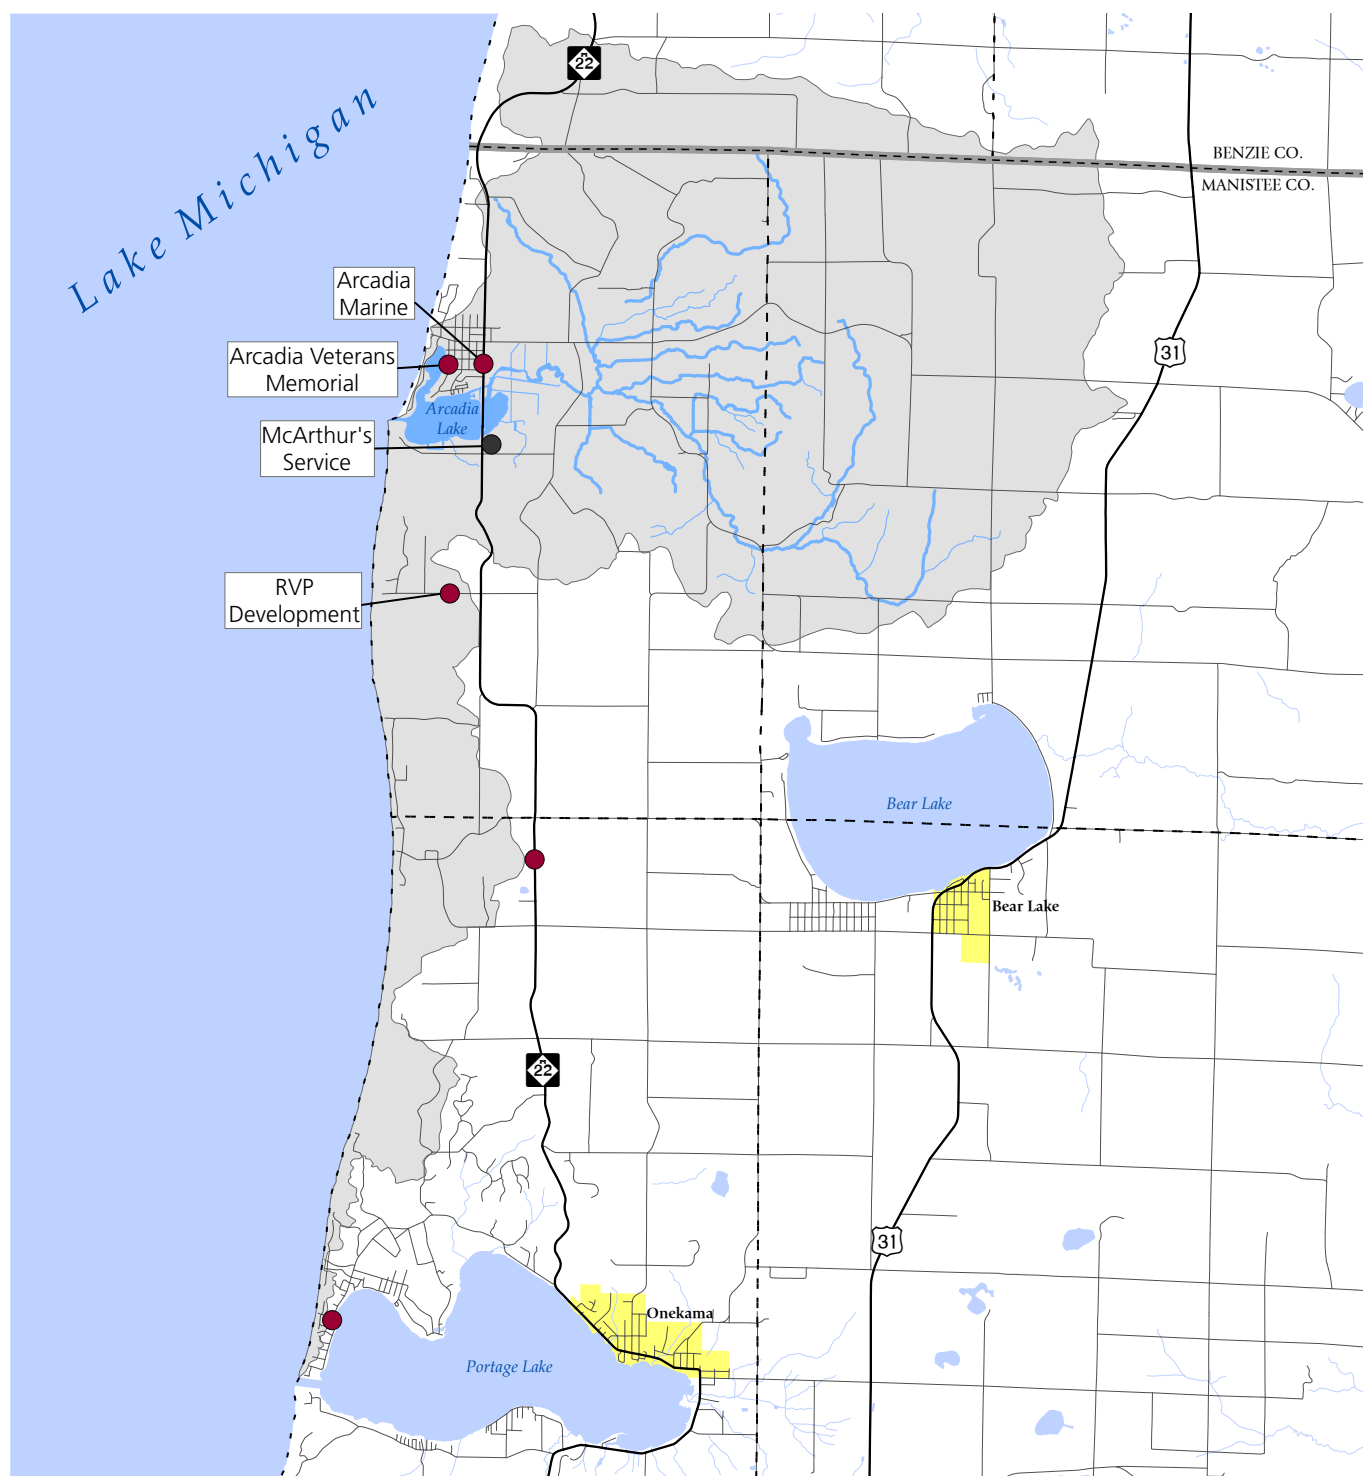 M
22
BENZIE CO.
MANISTEE CO.
Lake Michigan
Arcadia
Marine
Arcadia Veterans
Memorial
31
Arcadia
Lake
McArthur's
Service
RVP
Development
Bear Lake
Bear Lake
M
22
31
Onekama
Portage Lake